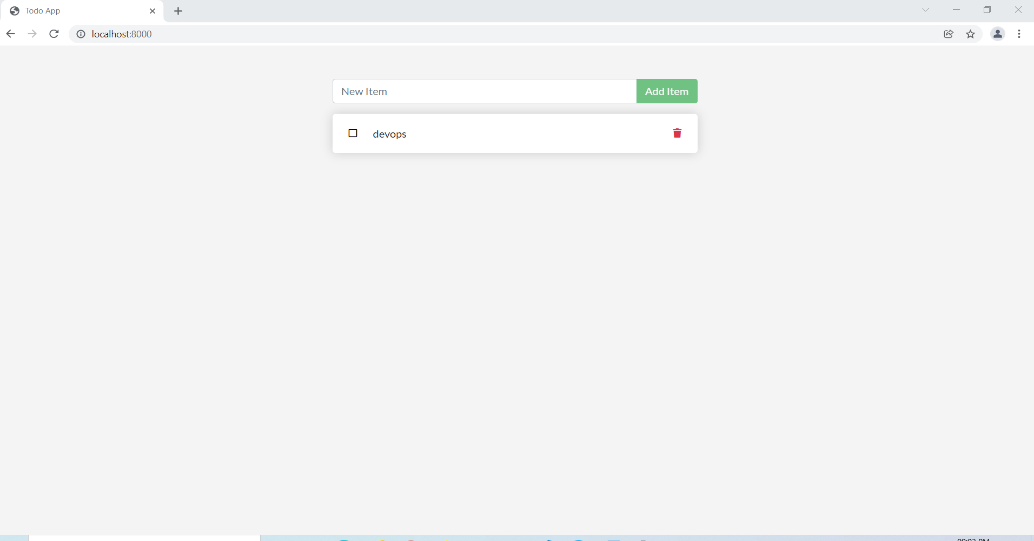 Todo App
localhost:8000
New Item
Add Item
devops